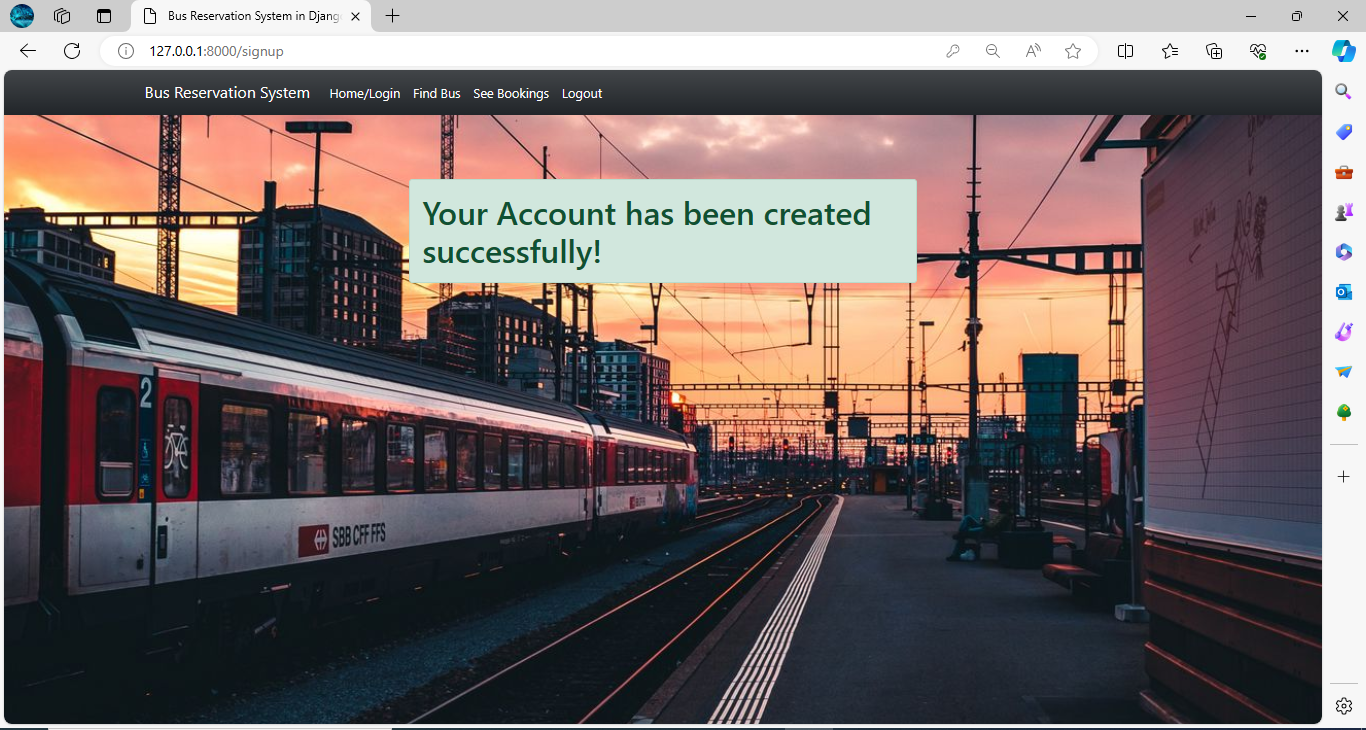 Bus Reservation System in Djang
127.0.0.1:8000/signup
Bus Reservation System Home/Login Find Bus See Bookings Logout
Your Account has been created
successfully!
2
SBB CFF FFS